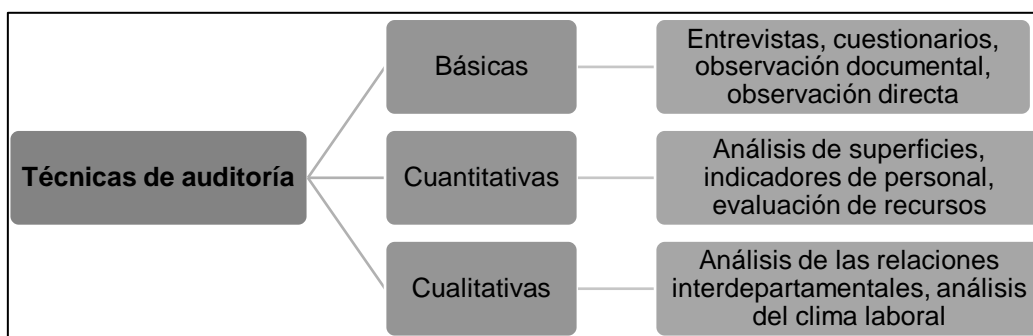 Técnicas de auditoría
Básicas
Entrevistas, cuestionarios,
observación documental,
observación directa
Cuantitativas
Análisis de superficies,
indicadores de personal,
evaluación de recursos
Cualitativas
Análisis de las relaciones
interdepartamentales, análisis
del clima laboral